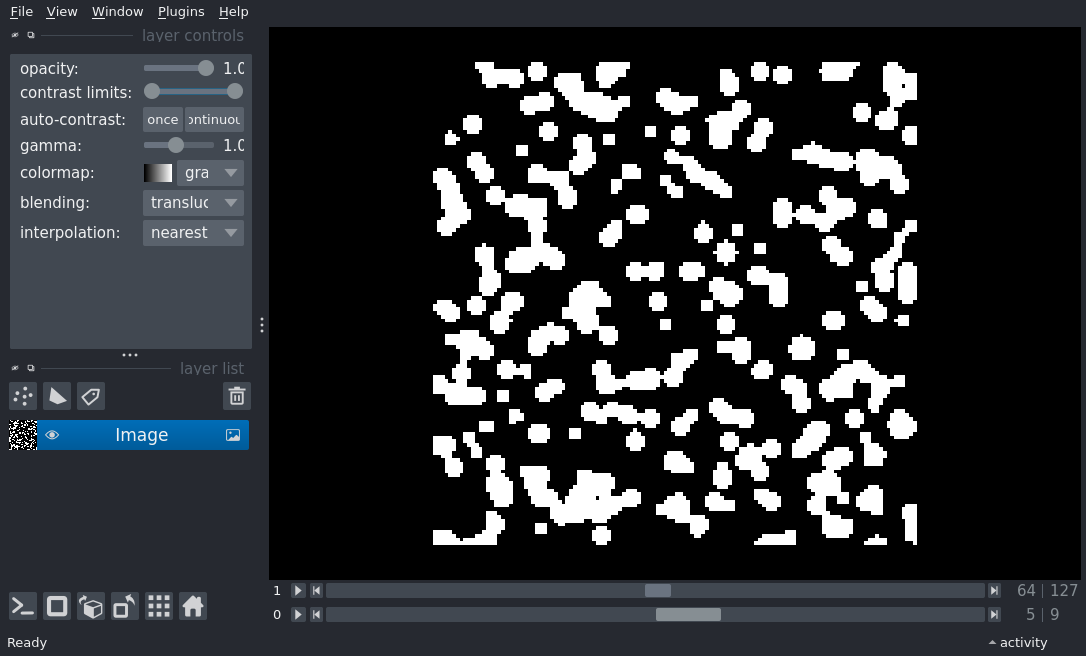 File View Window Plugins Help
layer controls
opacity: 1.0
contrast limits:
auto-contrast: once ontinuou
gamma: 1.0
colormap: gra
blending: transluc
interpolation: nearest
layer list
Image
1 64 127
0 5 9
Ready activity